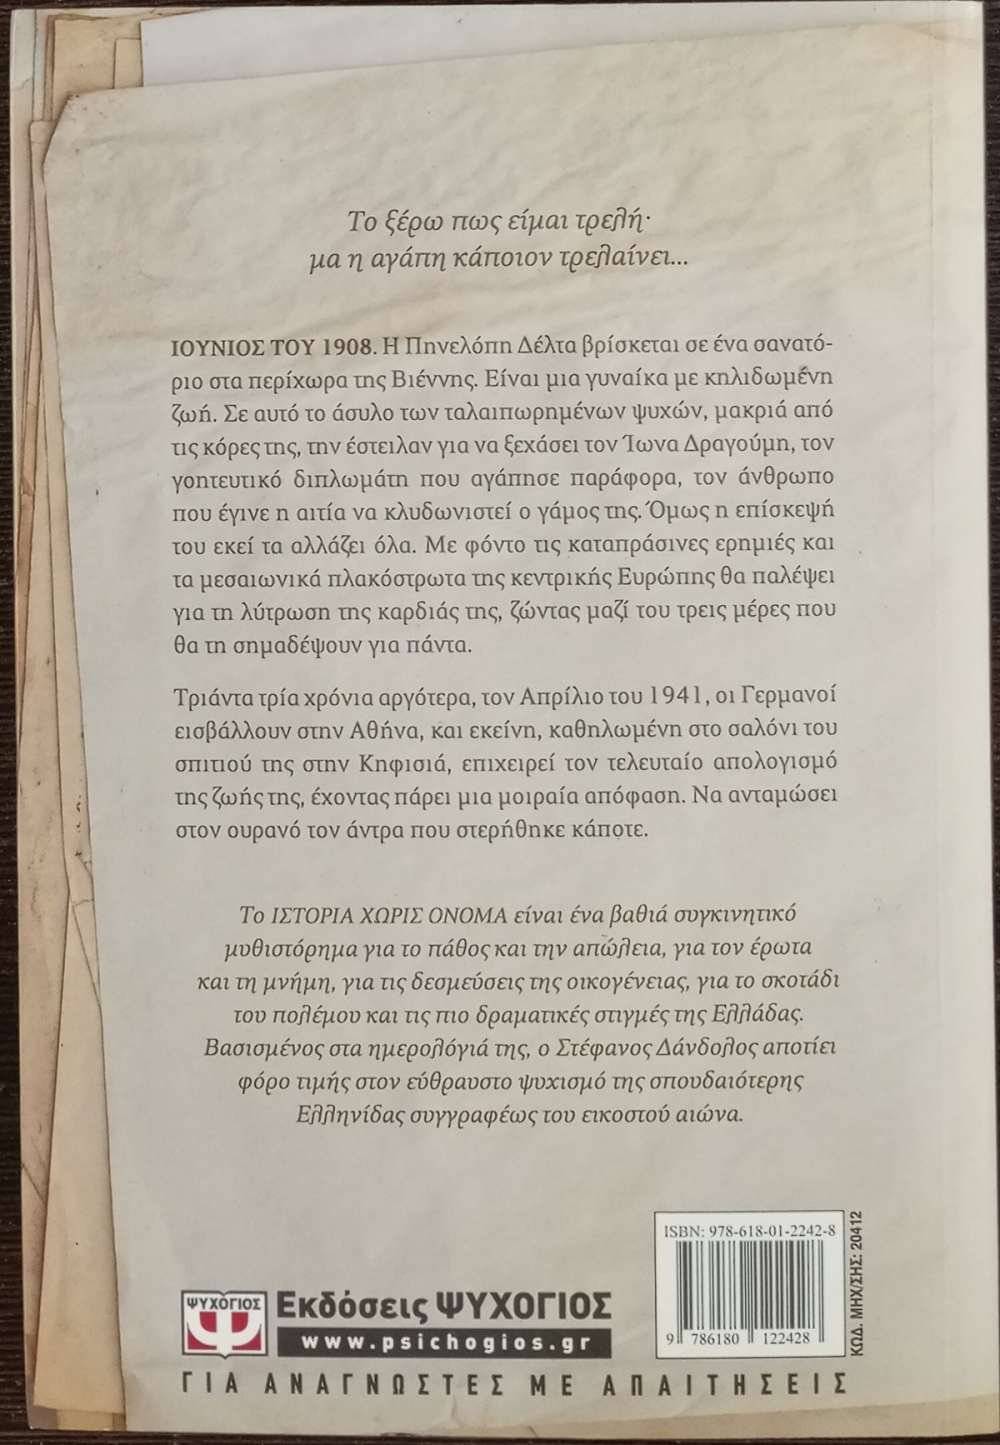 Το ξέρω πως είμαι τρελή·
μα η αγάπη κάποιον τρελαίνει...
ΙΟΥΝΙΟΣ ΤΟΥ 1908. Η Πηνελόπη Δέλτα βρίσκεται σε ένα σανατό-
ριο στα περίχωρα της Βιέννης. Είναι μια γυναίκα με κηλιδωμένη
ζωή. Σε αυτό το άσυλο των ταλαιπωρημένων ψυχών, μακριά από
τις κόρες της, την έστειλαν για να ξεχάσει τον Ίωνα Δραγούμη, τον
γοητευτικό διπλωμάτη που αγάπησε παράφορα, τον άνθρωπο
που έγινε η αιτία να κλυδωνιστεί ο γάμος της. Όμως η επίσκεψή
του εκεί τα αλλάζει όλα. Με φόντο τις καταπράσινες ερημιές και
τα μεσαιωνικά πλακόστρωτα της κεντρικής Ευρώπης θα παλέψει
για τη λύτρωση της καρδιάς της, ζώντας μαζί του τρεις μέρες που
θα τη σημαδέψουν για πάντα.
Τριάντα τρία χρόνια αργότερα, τον Απρίλιο του 1941, οι Γερμανοί
εισβάλλουν στην Αθήνα, και εκείνη, καθηλωμένη στο σαλόνι του
σπιτιού της στην Κηφισιά, επιχειρεί τον τελευταίο απολογισμό
της ζωής της, έχοντας πάρει μια μοιραία απόφαση. Να ανταμώσει
στον ουρανό τον άντρα που στερήθηκε κάποτε.
Το ΙΣΤΟΡΙΑ ΧΩΡΙΣ ΟΝΟΜΑ είναι ένα βαθιά συγκινητικό
μυθιστόρημα για το πάθος και την απώλεια, για τον έρωτα
και τη μνήμη, για τις δεσμεύσεις της οικογένειας, για το σκοτάδι
του πολέμου και τις πιο δραματικές στιγμές της Ελλάδας.
Βασισμένος στα ημερολόγιά της, ο Στέφανος Δάνδολος αποτίει
φόρο τιμής στον εύθραυστο ψυχισμό της σπουδαιότερης
Ελληνίδας συγγραφέως του εικοστού αιώνα.
ISBN: 978-618-01-2242-8
9 786180 122428
ΚΩΔ. ΜΗΧ/ΣΗΣ: 20412
ΨΥΧΟΓΙΟΣ
Εκδόσεις ΨΥΧΟΓΙΟΣ
www.psichogios.gr
ΓΙΑ ΑΝΑΓΝΩΣΤΕΣ ΜΕ ΑΠΑΙΤΗΣΕΙΣ